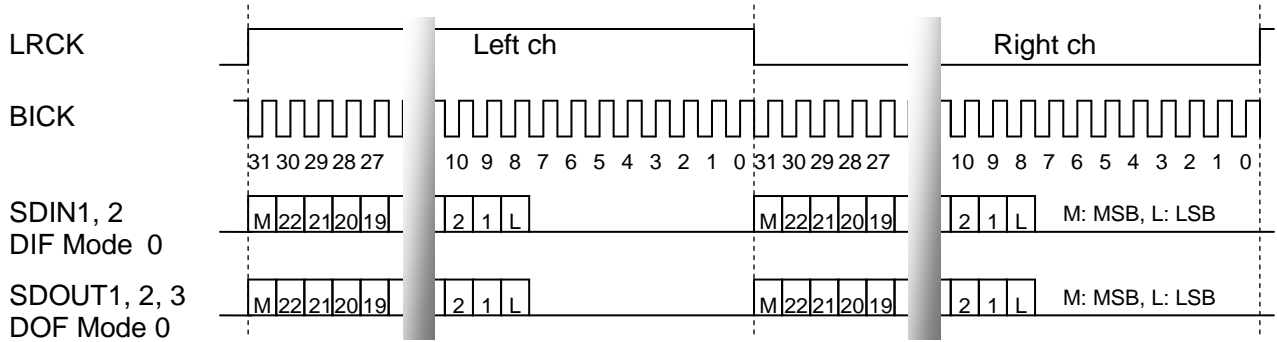 LRCK Left ch Right ch
BICK
31 30 29 28 27 10 9 8 7 6 5 4 3 2 1 0 31 30 29 28 27 10 9 8 7 6 5 4 3 2 1 0
SDIN1, 2
M 22 21 20 19 2 1 L M 22 21 20 19 2 1 L M: MSB, L: LSB
DIF Mode 0
SDOUT1, 2, 3
M 22 21 20 19 2 1 L M 22 21 20 19 2 1 L M: MSB, L: LSB
DOF Mode 0